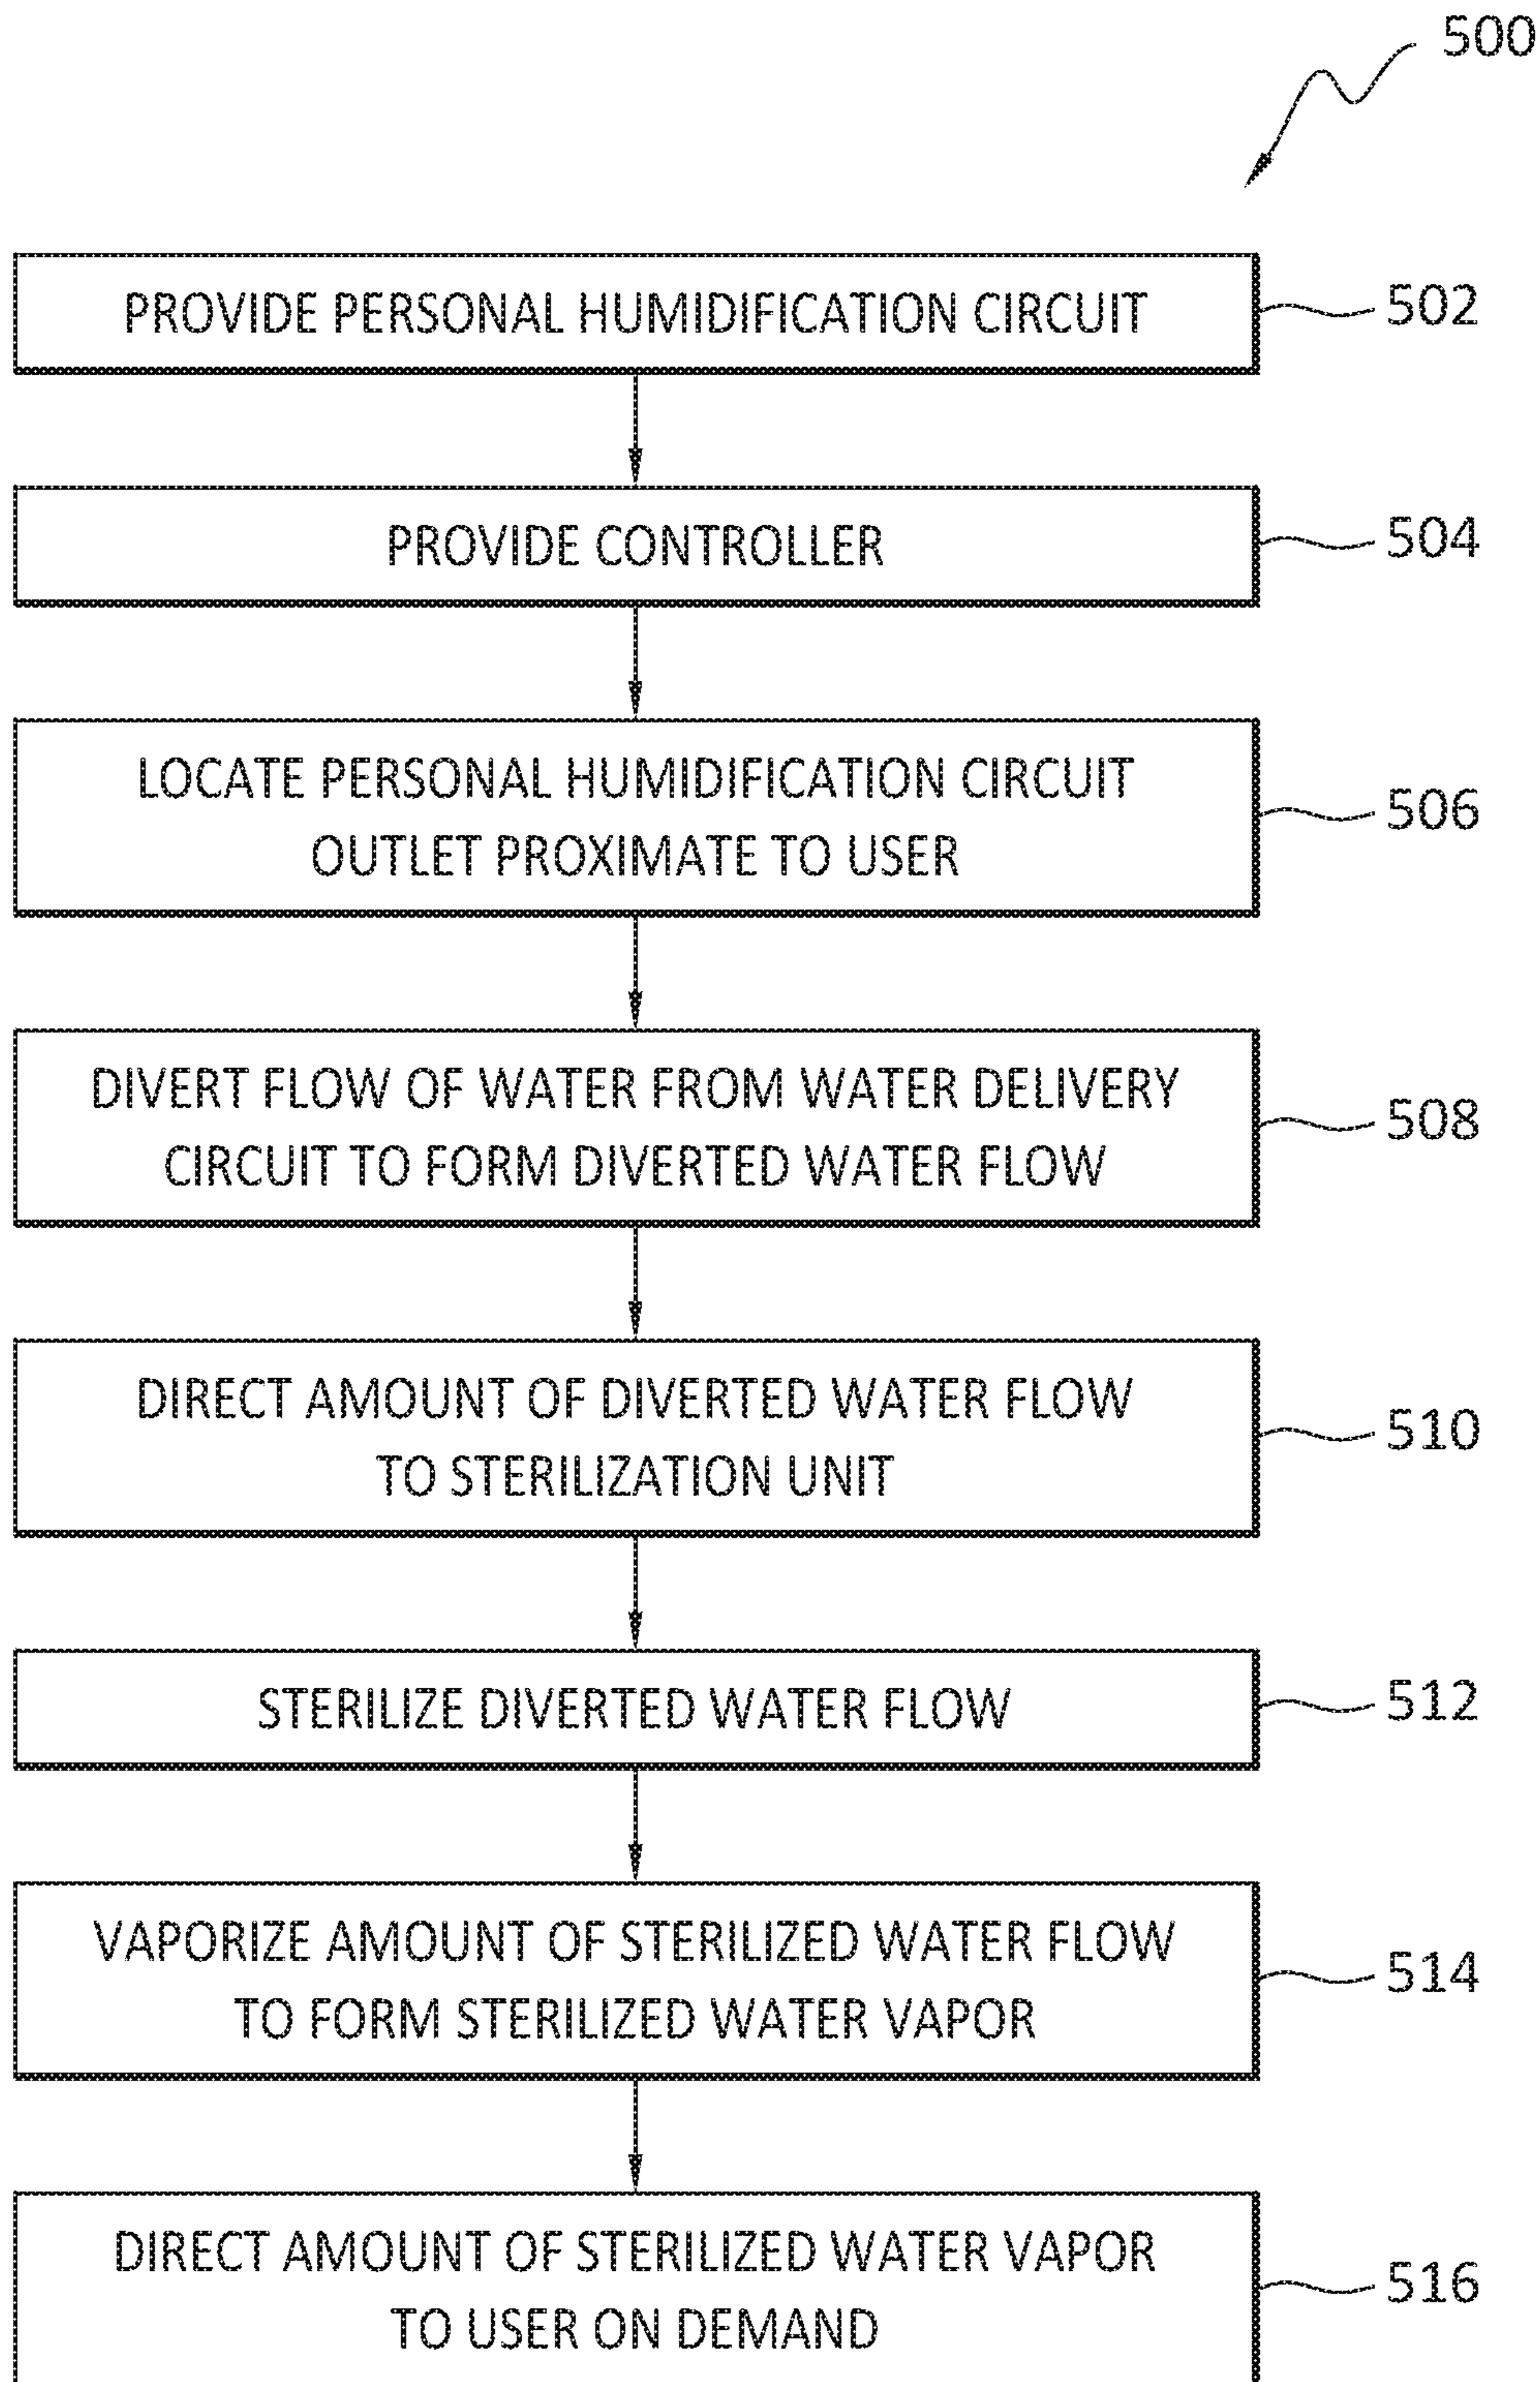 500
PROVIDE PERSONAL HUMIDIFICATION CIRCUIT
502
PROVIDE CONTROLLER
504
LOCATE PERSONAL HUMIDIFICATION CIRCUIT
OUTLET PROXIMATE TO USER
506
DIVERT FLOW OF WATER FROM WATER DELIVERY
CIRCUIT TO FORM DIVERTED WATER FLOW
508
DIRECT AMOUNT OF DIVERTED WATER FLOW
TO STERILIZATION UNIT
510
STERILIZE DIVERTED WATER FLOW
512
VAPORIZE AMOUNT OF STERILIZED WATER FLOW
TO FORM STERILIZED WATER VAPOR
514
DIRECT AMOUNT OF STERILIZED WATER VAPOR
TO USER ON DEMAND
516